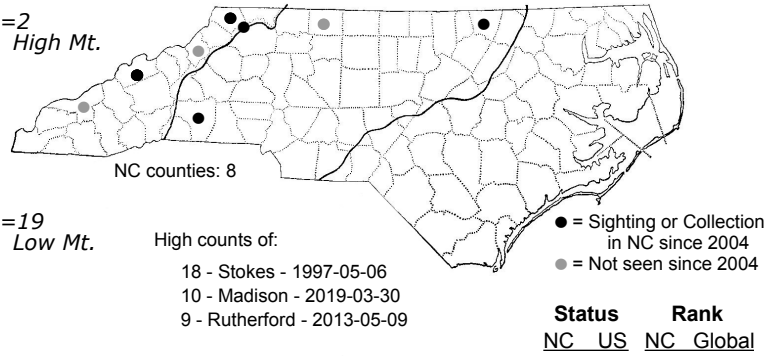 =2
High Mt.
NC counties: 8
=19
Low Mt.
High counts of:
18 - Stokes - 1997-05-06
10 - Madison - 2019-03-30
9 - Rutherford - 2013-05-09
= Sighting or Collection
in NC since 2004
= Not seen since 2004
Status Rank
NC US NC Global